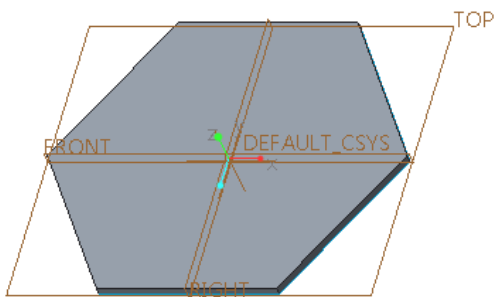 TOP
Z
FRONT
DEFAULT_CSYS
X
RIGHT